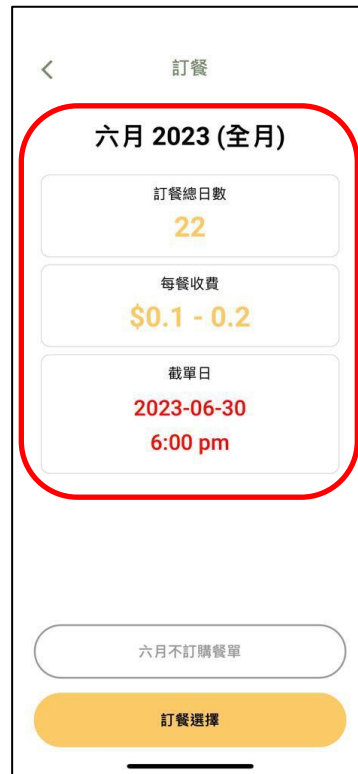 訂餐
六月 2023 (全月)
訂餐總日數
22
每餐收費
$0.1 - 0.2
截單日
2023-06-30
6:00 pm
六月不訂購餐單
訂餐選擇